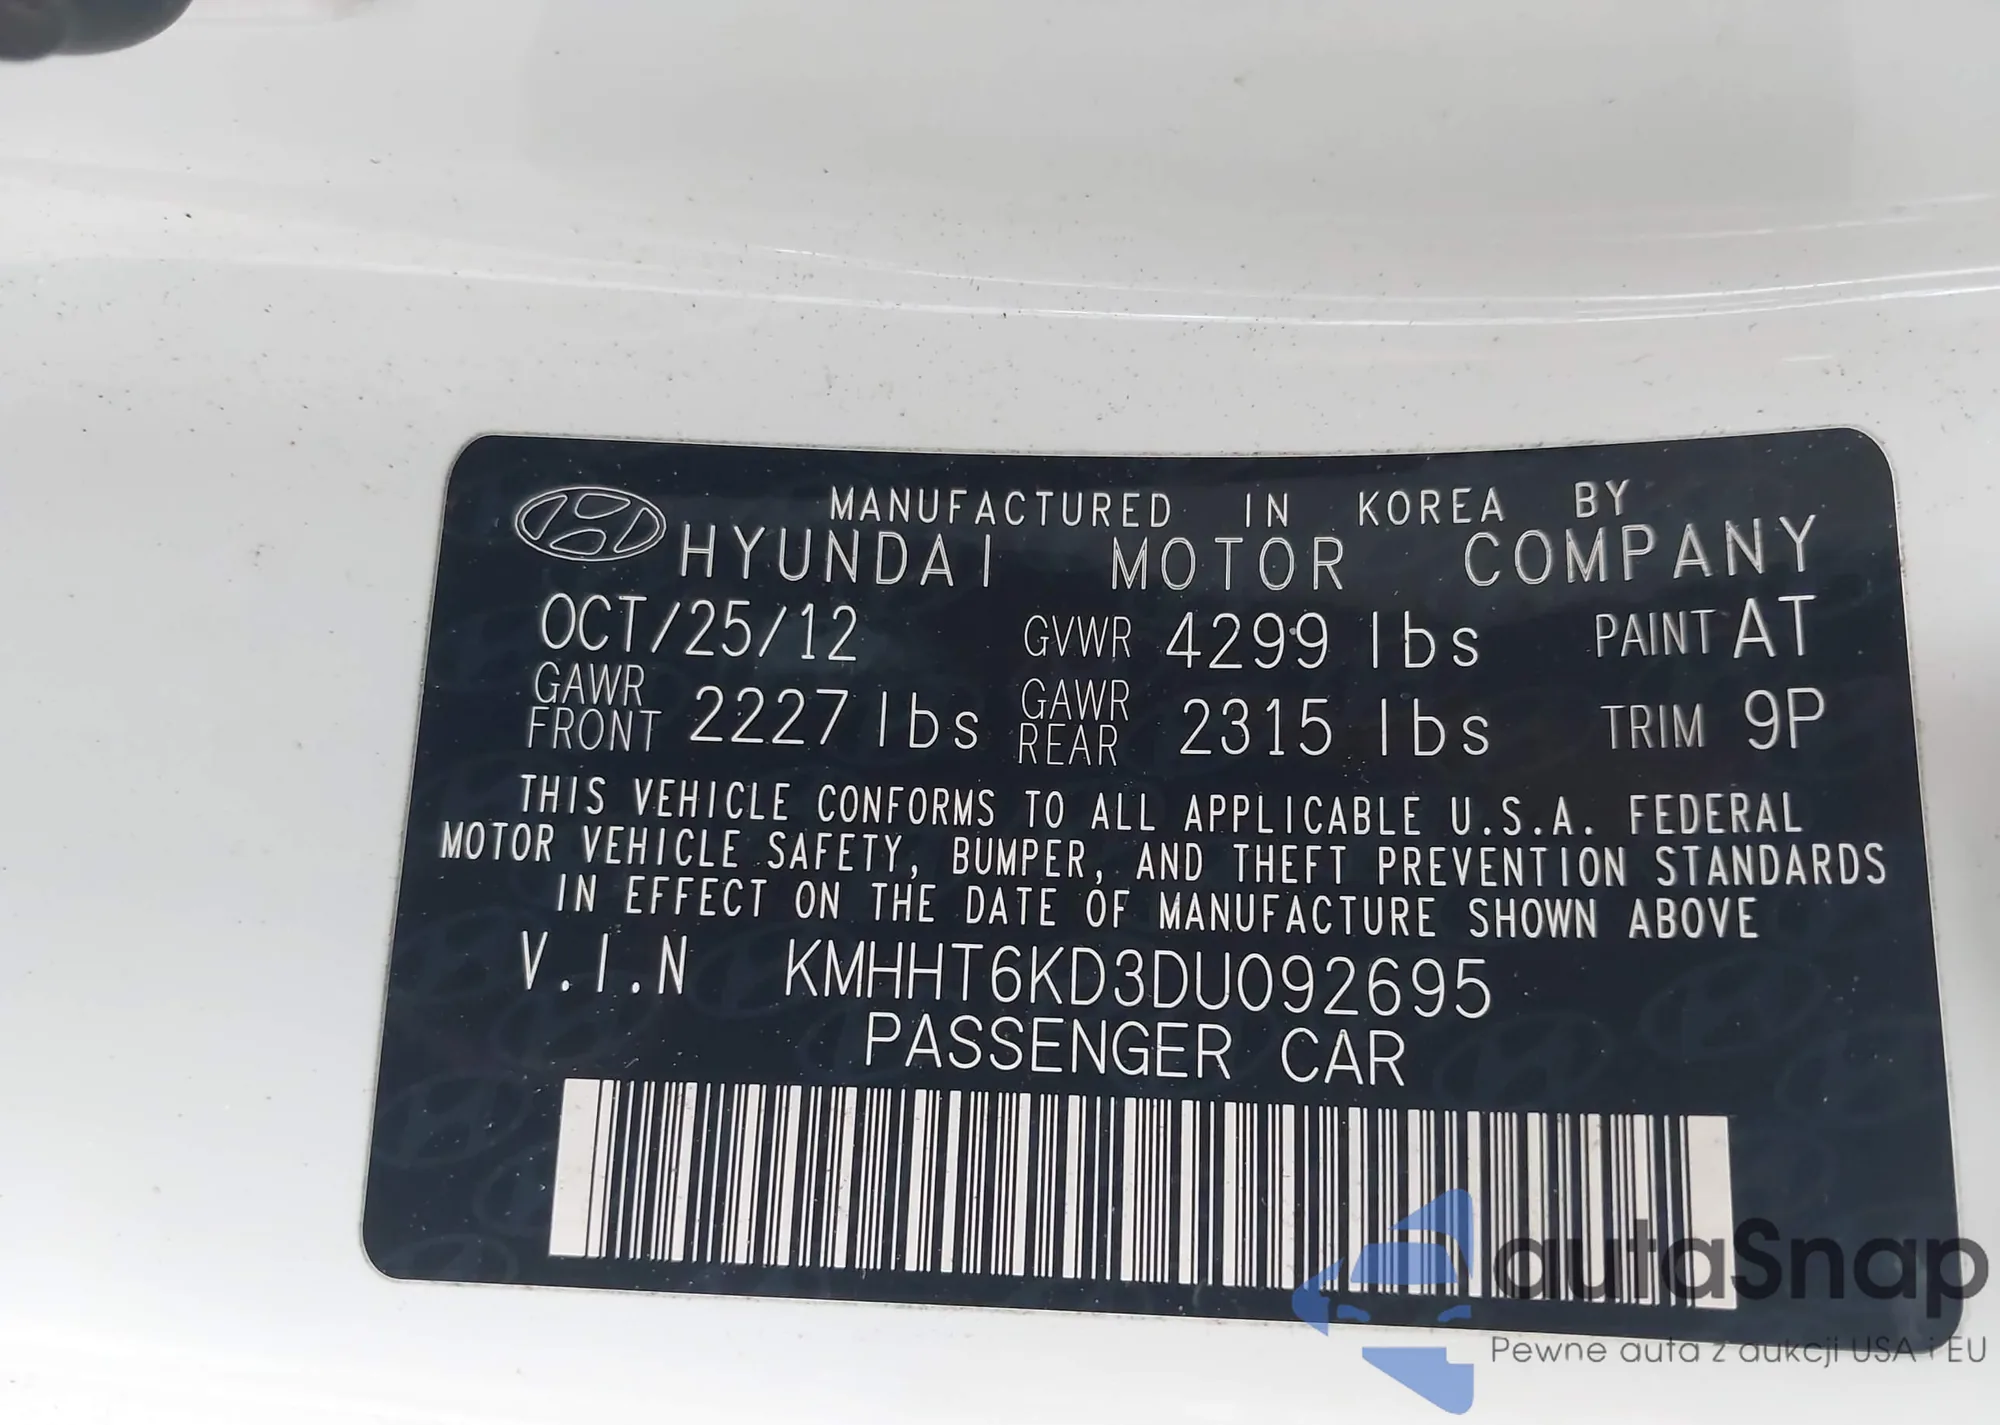 MANUFACTURED IN KOREA BY
HYUNDAI MOTOR COMPANY
OCT/25/12 GVWR 4299 lbs PAINT AT
GAWR FRONT 2227 lbs GAWR REAR 2315 lbs TRIM 9P
THIS VEHICLE CONFORMS TO ALL APPLICABLE U.S.A. FEDERAL
MOTOR VEHICLE SAFETY, BUMPER, AND THEFT PREVENTION STANDARDS
IN EFFECT ON THE DATE OF MANUFACTURE SHOWN ABOVE
V.I.N KMHHT6KD3DU092695
PASSENGER CAR
autaSnap
Pewne auta z aukcji USA i EU